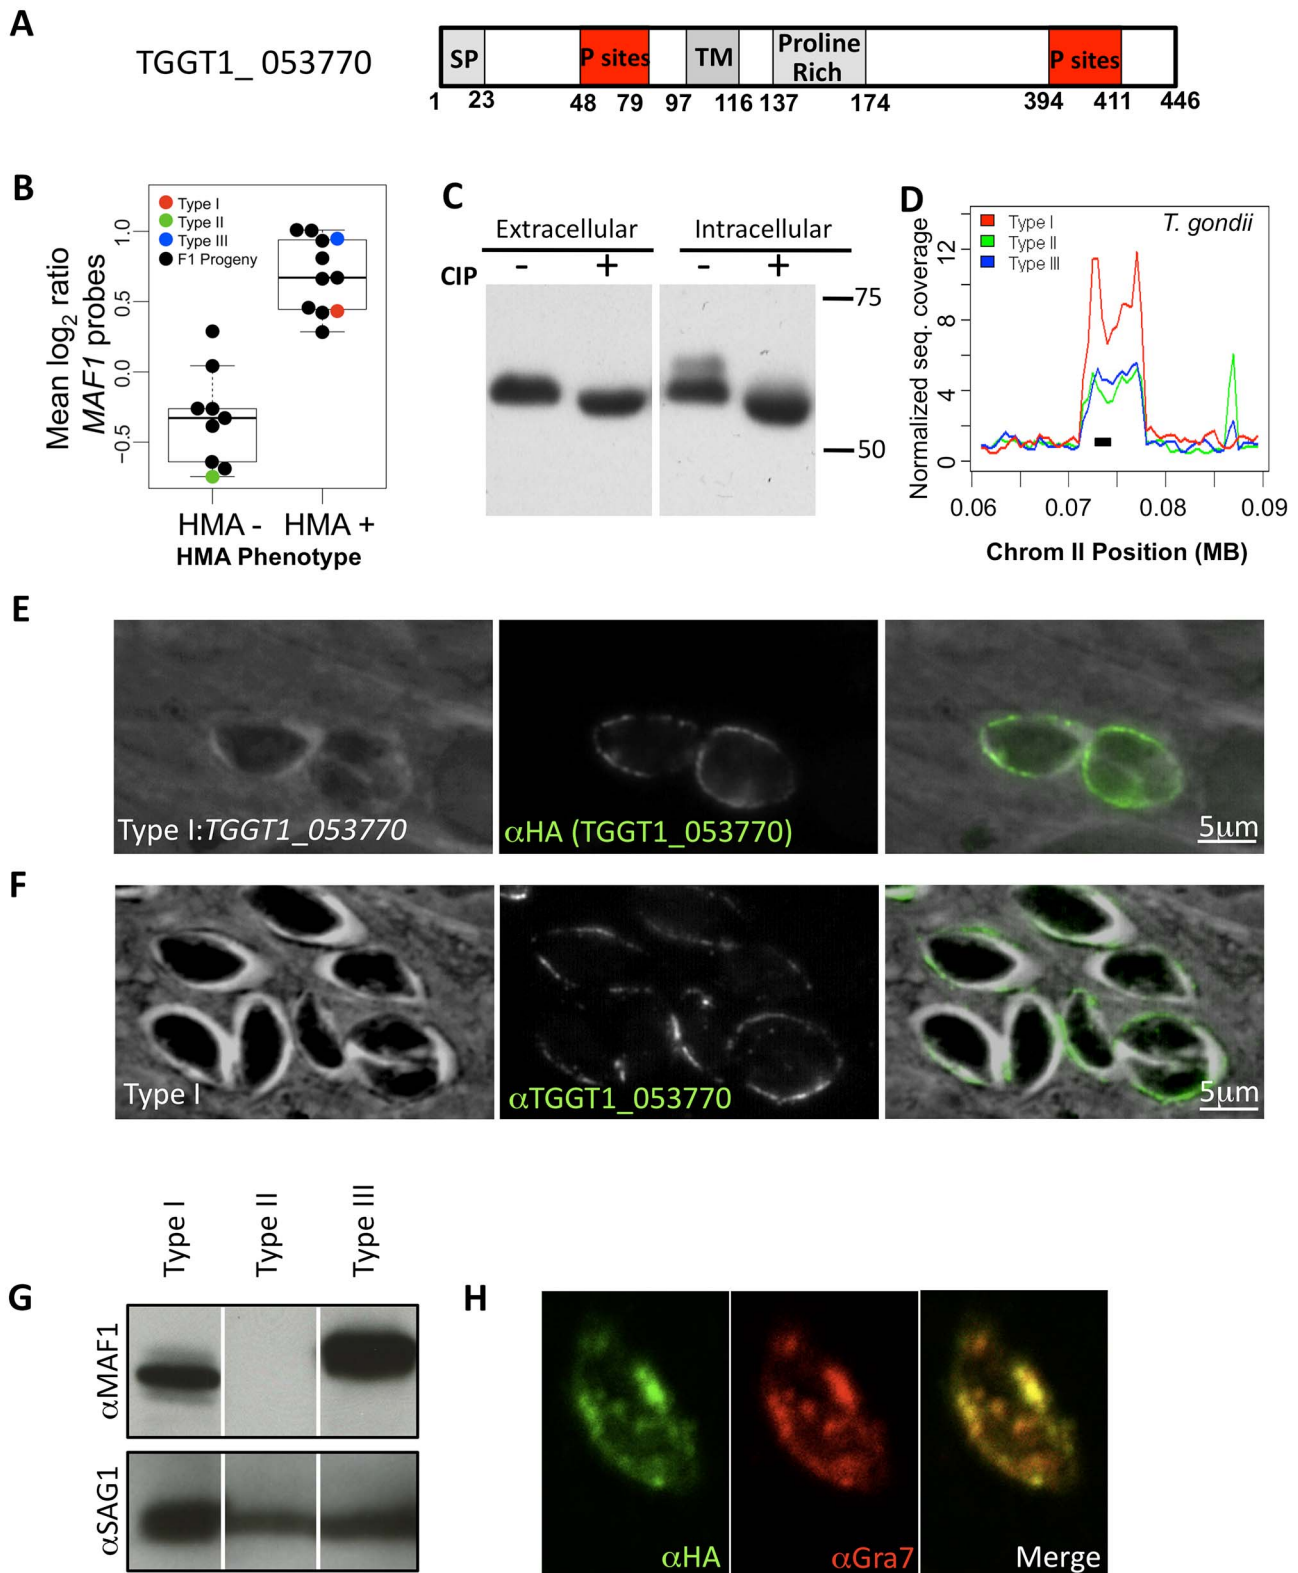 A
TGGT1_ 053770
SP
P sites
TM
Proline
Rich
P sites
1 23 48 79 97 116 137 174 394 411 446
B
Type I
Type II
Type III
F1 Progeny
Mean log2 ratio
MAF1 probes
1.0
0.5
0.0
−0.5
HMA - HMA +
HMA Phenotype
C
Extracellular Intracellular
CIP - + - +
75
50
D
Type I
Type II
Type III
T. gondii
Normalized seq. coverage
12
8
4
0
0.06 0.07 0.08 0.09
Chrom II Position (MB)
E
Type I:TGGT1_053770
αHA (TGGT1_053770)
5μm
F
Type I
αTGGT1_053770
5μm
Type I
Type II
Type III
G
αMAF1
αSAG1
H
αHA
αGra7
Merge